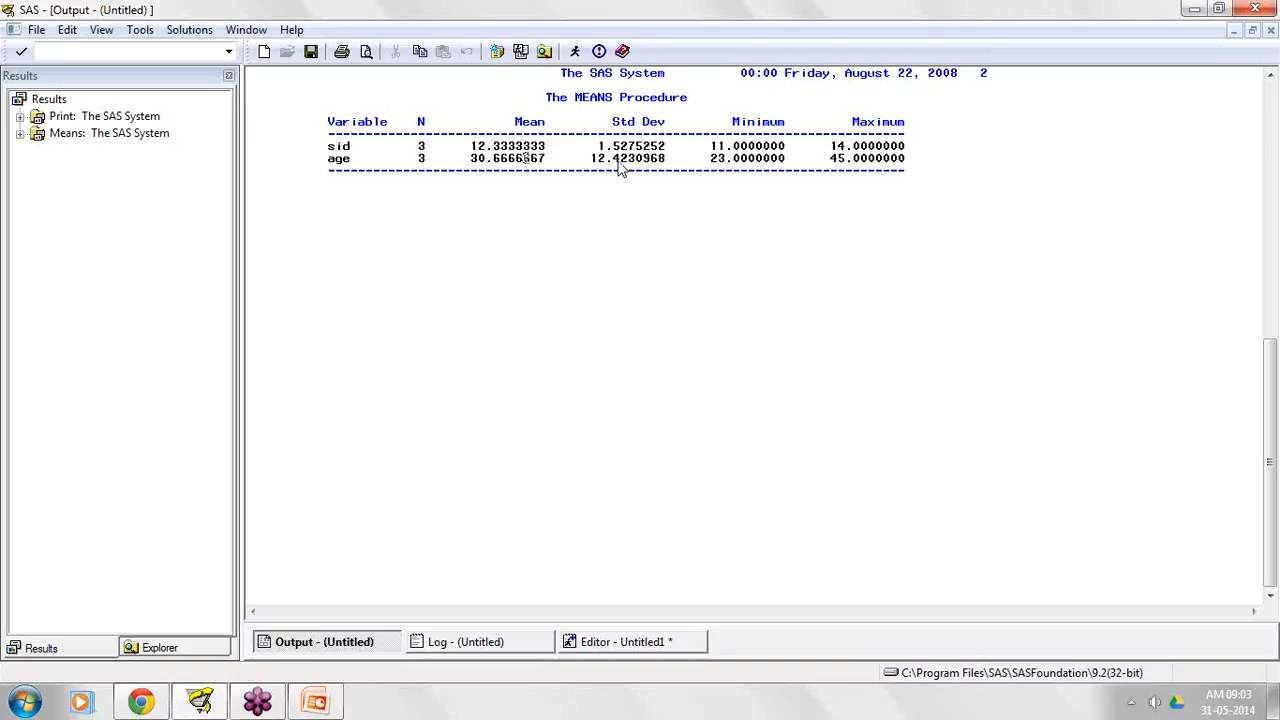 SAS - [Output - (Untitled) ]
File Edit View Tools Solutions Window Help
Results
Results
Print: The SAS System
Means: The SAS System
The SAS System 00:00 Friday, August 22, 2008 2
The MEANS Procedure
Variable N Mean Std Dev Minimum Maximum
sid 3 12.3333333 1.5275252 11.0000000 14.0000000
age 3 30.6666667 12.4230968 23.0000000 45.0000000
Results Explorer
Output - (Untitled) Log - (Untitled) Editor - Untitled1 *
C:\Program Files\SAS\SASFoundation\9.2(32-bit)
AM 09:03
31-05-2014